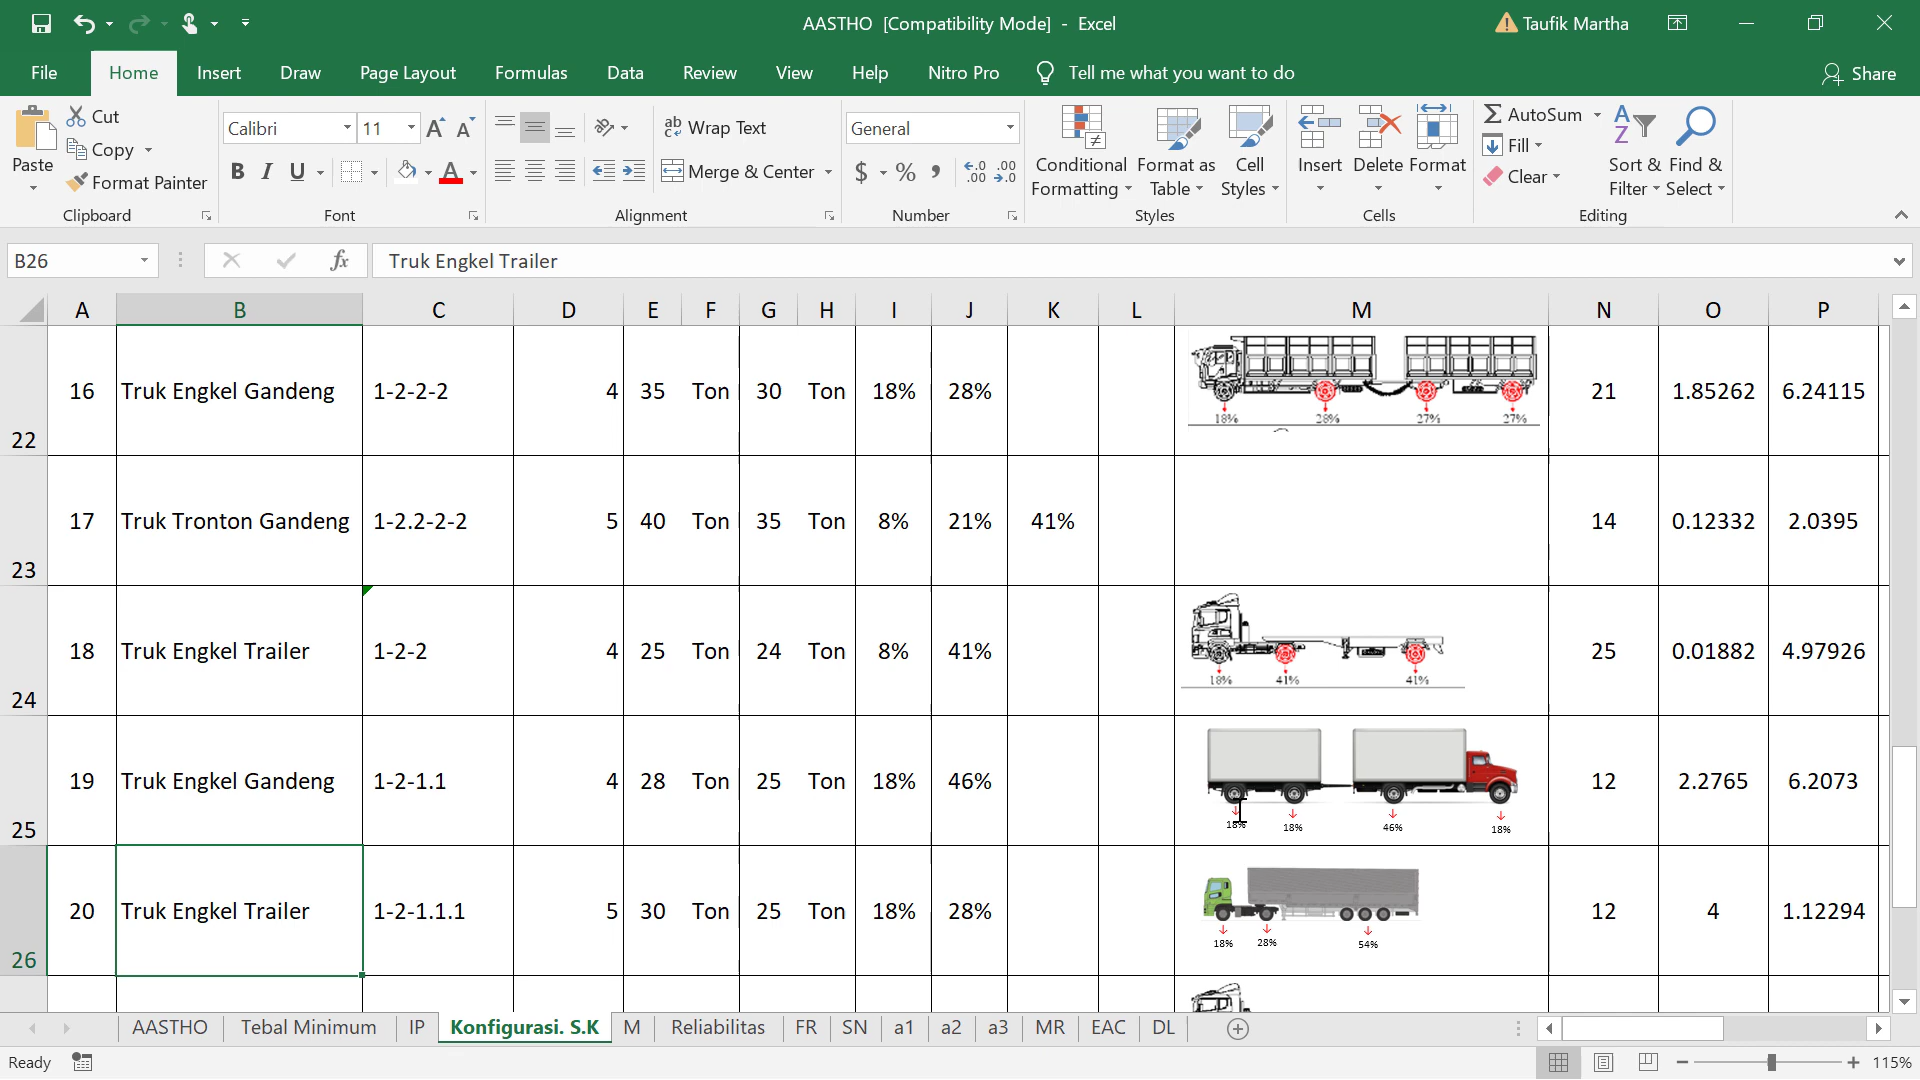 AASTHO [Compatibility Mode] - Excel
Taufik Martha
File Home Insert Draw Page Layout Formulas Data Review View Help Nitro Pro Tell me what you want to do Share
Paste
Cut
Copy
Format Painter
Clipboard
Calibri 11
B I U
Font
Wrap Text
Merge & Center
Alignment
General
Number
Conditional Formatting
Format as Table
Cell Styles
Styles
Insert
Delete
Format
Cells
AutoSum
Fill
Clear
Sort & Filter
Find & Select
Editing
B26 fx Truk Engkel Trailer
A B C D E F G H I J K L M N O P
22 16 Truk Engkel Gandeng 1-2-2-2 4 35 Ton 30 Ton 18% 28% 21 1.85262 6.24115
18% 28% 27% 27%
23 17 Truk Tronton Gandeng 1-2.2-2-2 5 40 Ton 35 Ton 8% 21% 41% 14 0.12332 2.0395
24 18 Truk Engkel Trailer 1-2-2 4 25 Ton 24 Ton 8% 41% 25 0.01882 4.97926
18% 41% 41%
25 19 Truk Engkel Gandeng 1-2-1.1 4 28 Ton 25 Ton 18% 46% 12 2.2765 6.2073
18% 18% 46% 18%
26 20 Truk Engkel Trailer 1-2-1.1.1 5 30 Ton 25 Ton 18% 28% 12 4 1.12294
18% 28% 54%
AASTHO Tebal Minimum IP Konfigurasi. S.K M Reliabilitas FR SN a1 a2 a3 MR EAC DL
Ready 115%